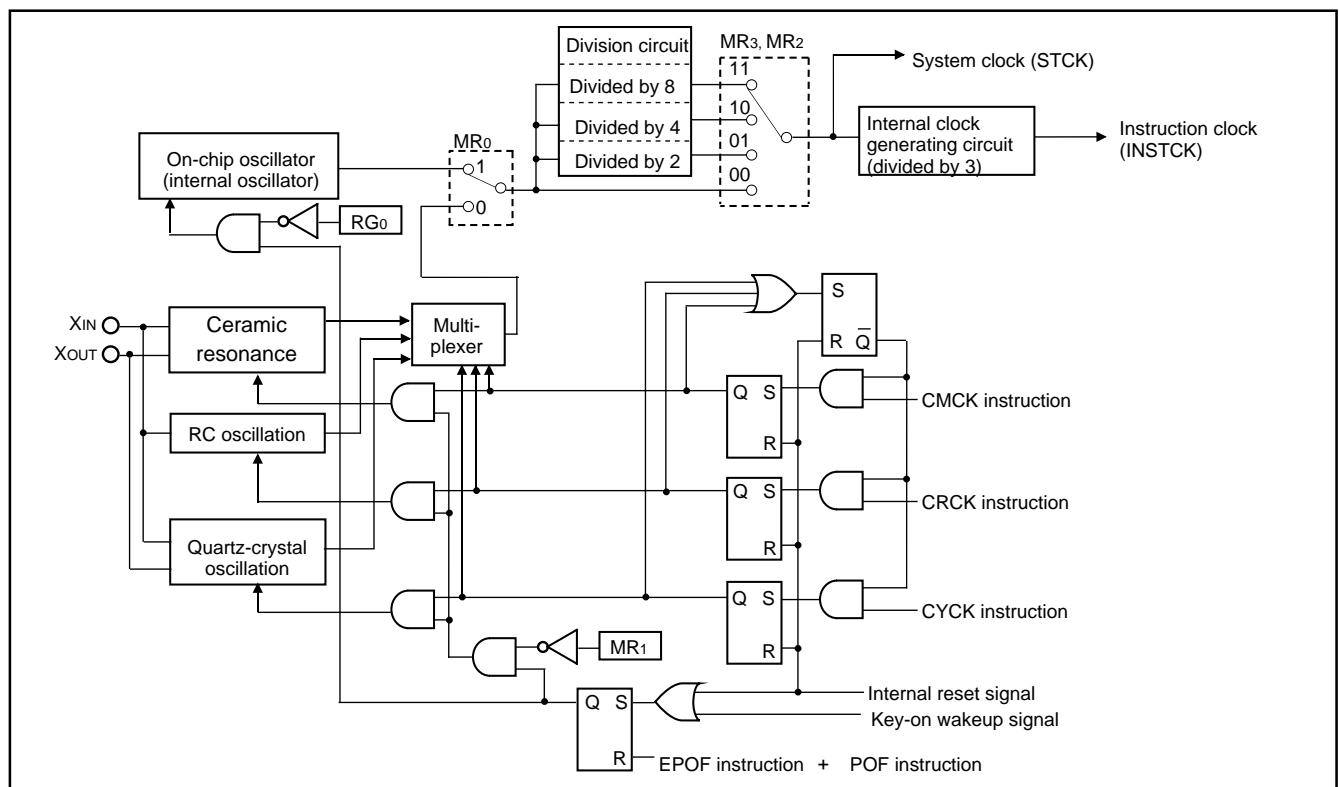 Division circuit
MR3, MR2
System clock (STCK)
11
Divided by 8
10
Divided by 4
Internal clock
generating circuit
(divided by 3)
Instruction clock
(INSTCK)
On-chip oscillator
(internal oscillator)
MR0
1
01
Divided by 2
00
0
RG0
S
R Q̅
XIN
XOUT
Ceramic
resonance
Multi-
plexer
Q S
R
CMCK instruction
RC oscillation
Q S
R
CRCK instruction
Quartz-crystal
oscillation
Q S
R
CYCK instruction
MR1
Internal reset signal
Key-on wakeup signal
Q S
R
EPOF instruction + POF instruction